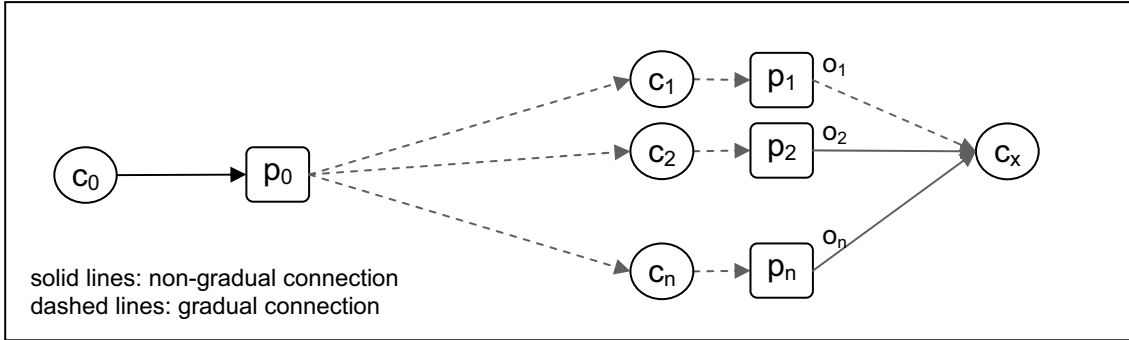 c1
p1
o1
c2
p2
o2
cx
c0
p0
cn
pn
on
solid lines: non-gradual connection
dashed lines: gradual connection